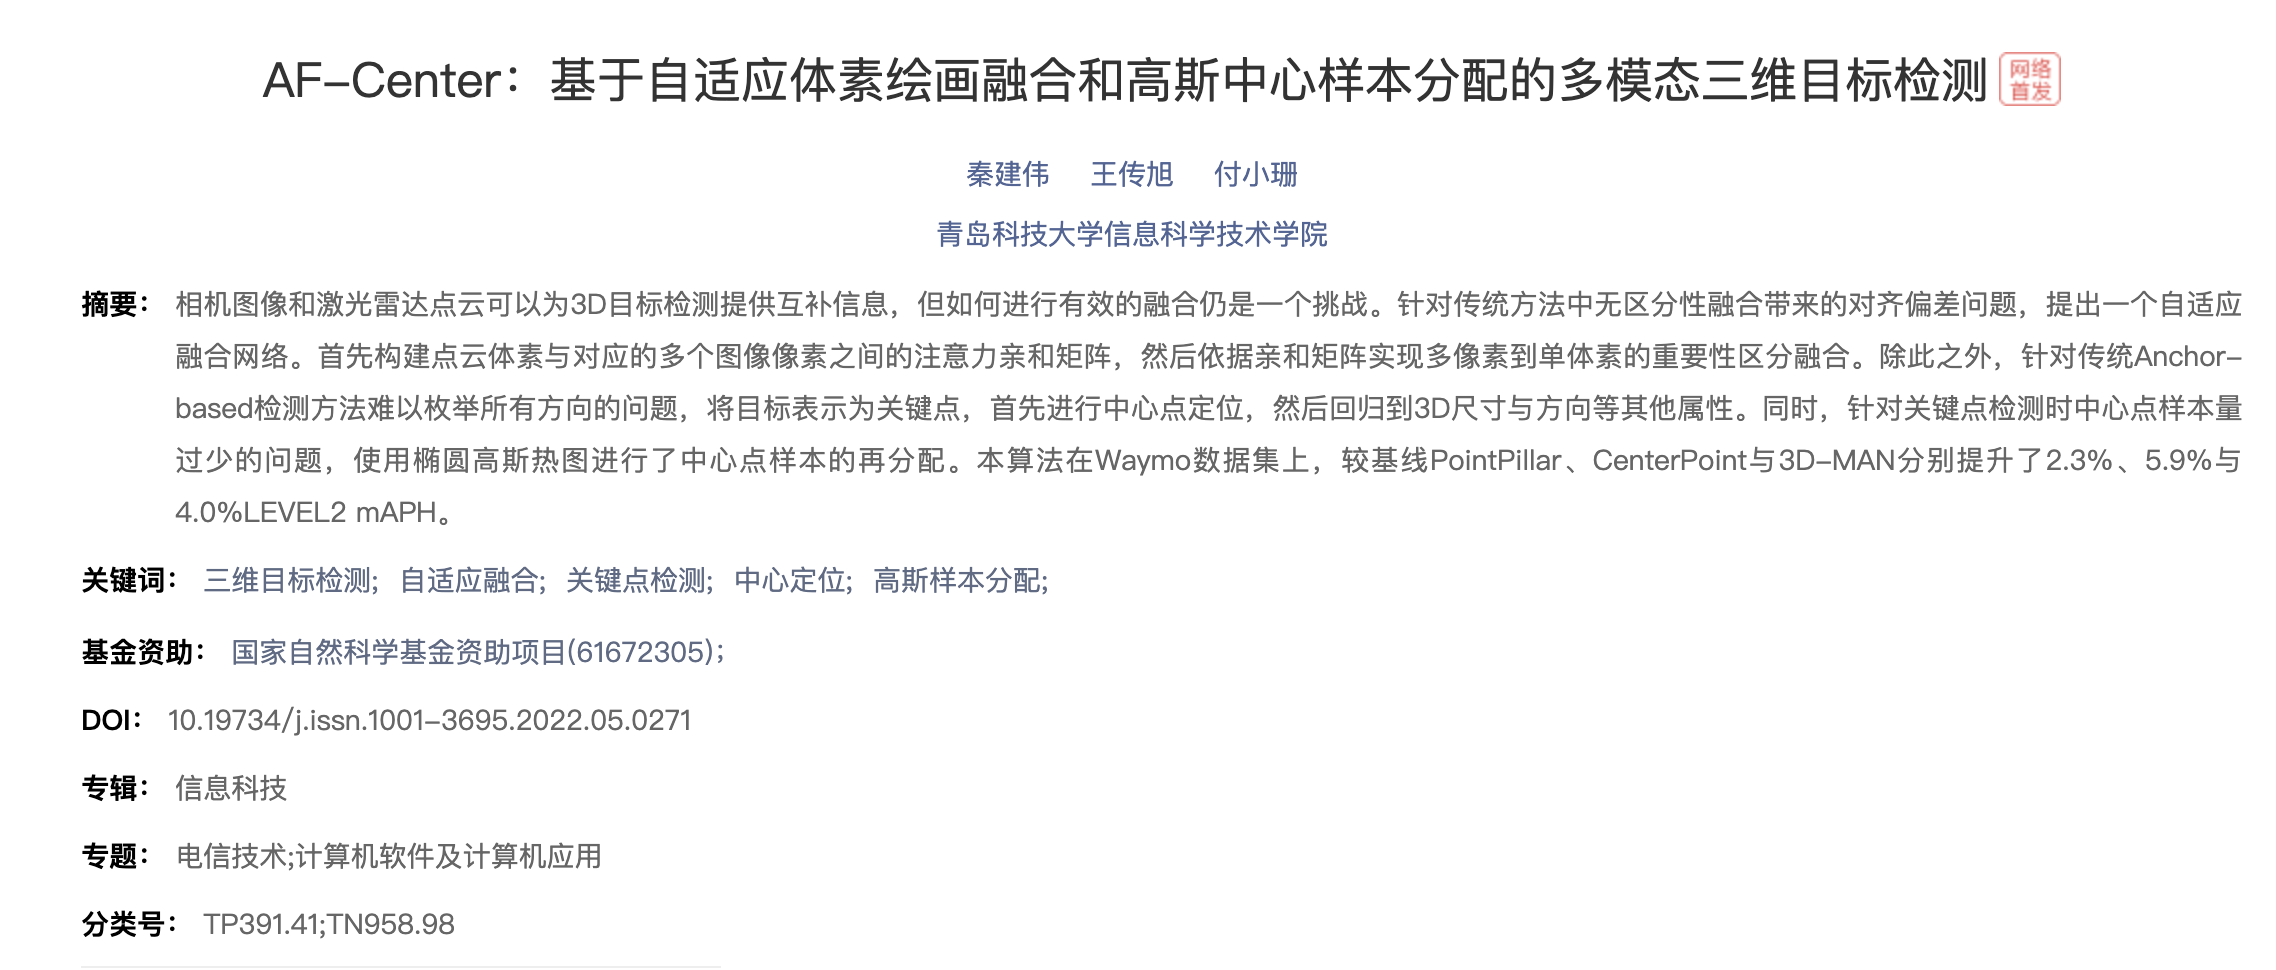 AF-Center：基于自适应体素绘画融合和高斯中心样本分配的多模态三维目标检测 网络首发
秦建伟 王传旭 付小珊
青岛科技大学信息科学技术学院
摘要： 相机图像和激光雷达点云可以为3D目标检测提供互补信息，但如何进行有效的融合仍是一个挑战。针对传统方法中无区分性融合带来的对齐偏差问题，提出一个自适应
融合网络。首先构建点云体素与对应的多个图像像素之间的注意力亲和矩阵，然后依据亲和矩阵实现多像素到单体素的重要性区分融合。除此之外，针对传统Anchor-
based检测方法难以枚举所有方向的问题，将目标表示为关键点，首先进行中心点定位，然后回归到3D尺寸与方向等其他属性。同时，针对关键点检测时中心点样本量
过少的问题，使用椭圆高斯热图进行了中心点样本的再分配。本算法在Waymo数据集上，较基线PointPillar、CenterPoint与3D-MAN分别提升了2.3%、5.9%与
4.0%LEVEL2 mAPH。
关键词： 三维目标检测; 自适应融合; 关键点检测; 中心定位; 高斯样本分配;
基金资助： 国家自然科学基金资助项目(61672305);
DOI： 10.19734/j.issn.1001-3695.2022.05.0271
专辑： 信息科技
专题： 电信技术;计算机软件及计算机应用
分类号： TP391.41;TN958.98